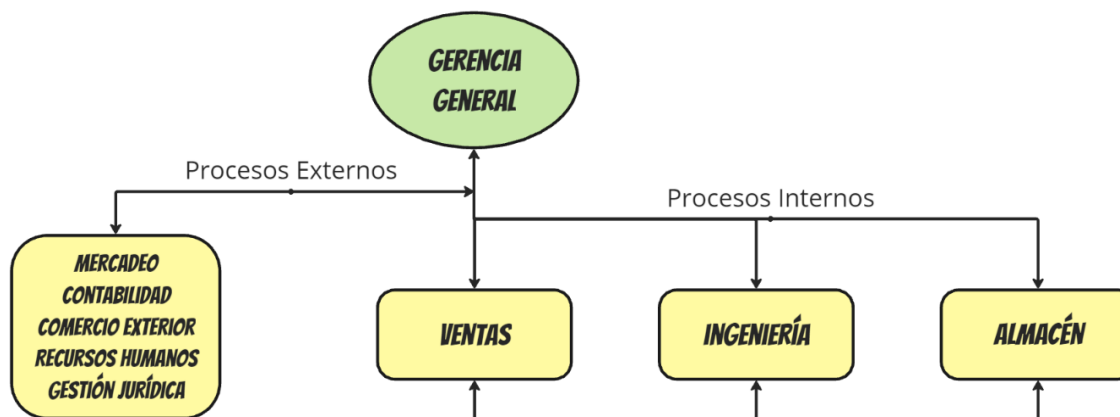 GERENCIA
GENERAL
Procesos Externos
Procesos Internos
MERCADEO
CONTABILIDAD
COMERCIO EXTERIOR
RECURSOS HUMANOS
GESTIÓN JURÍDICA
VENTAS
INGENIERÍA
ALMACÉN